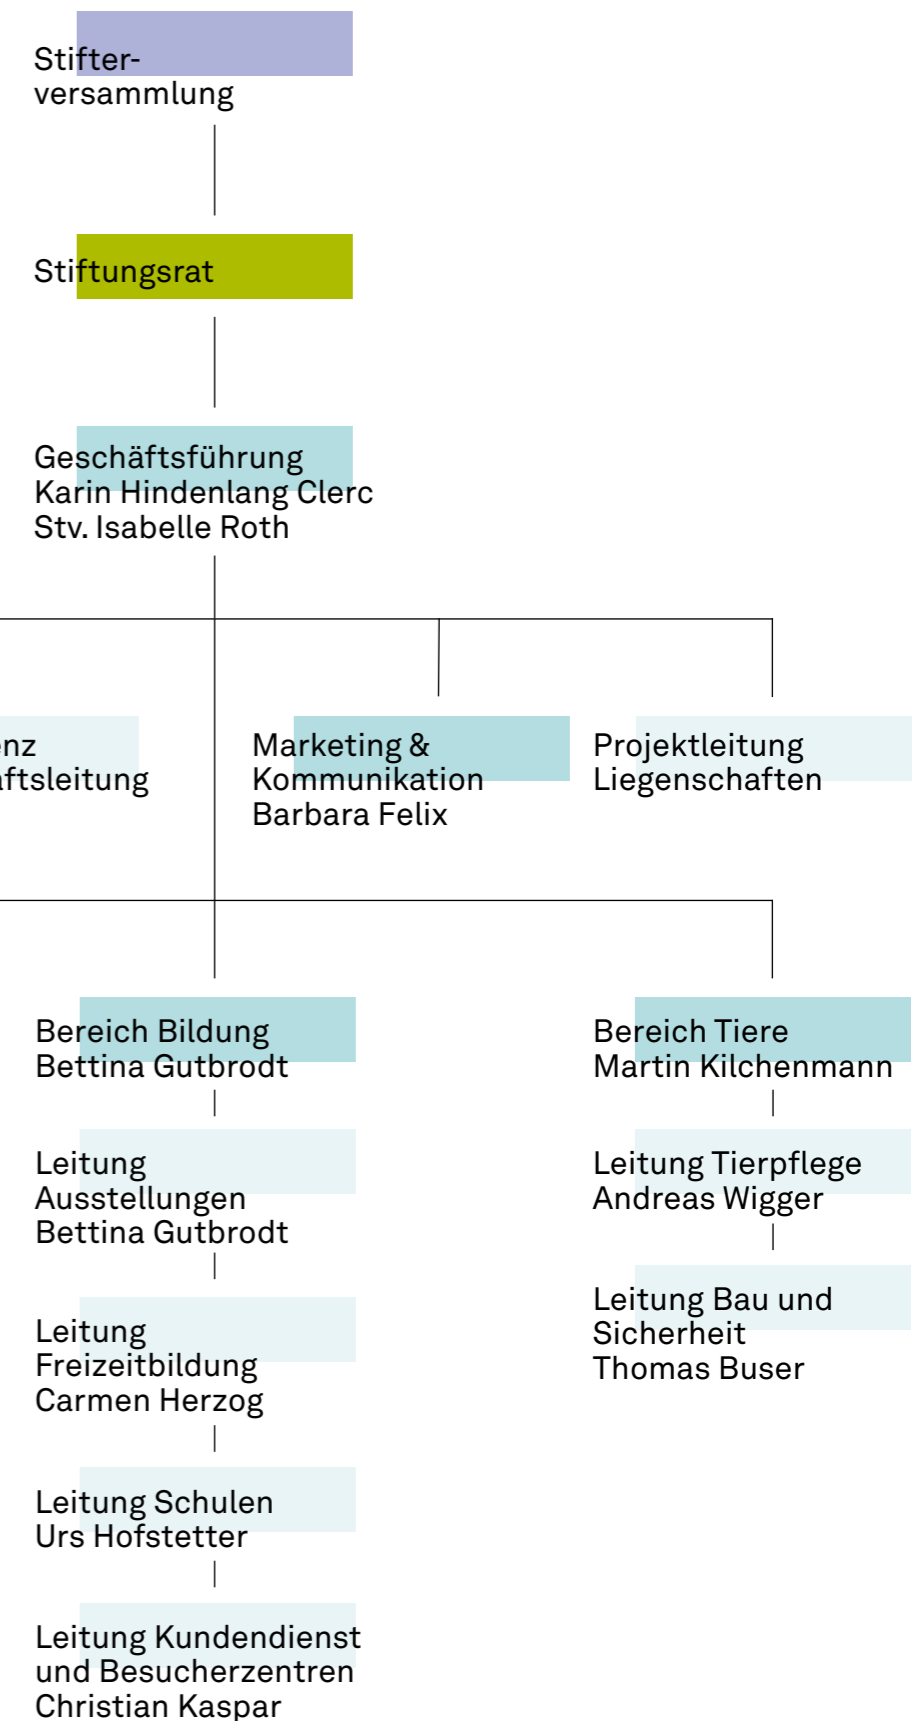 Stifter-
versammlung
Stiftungsrat
Geschäftsführung
Karin Hindenlang Clerc
Stv. Isabelle Roth
Marketing &
Kommunikation
Barbara Felix
Projektleitung
Liegenschaften
Bereich Bildung
Bettina Gutbrodt
Leitung
Ausstellungen
Bettina Gutbrodt
Leitung
Freizeitbildung
Carmen Herzog
Leitung Schulen
Urs Hofstetter
Leitung Kundendienst
und Besucherzentren
Christian Kaspar
Bereich Tiere
Martin Kilchenmann
Leitung Tierpflege
Andreas Wigger
Leitung Bau und
Sicherheit
Thomas Buser